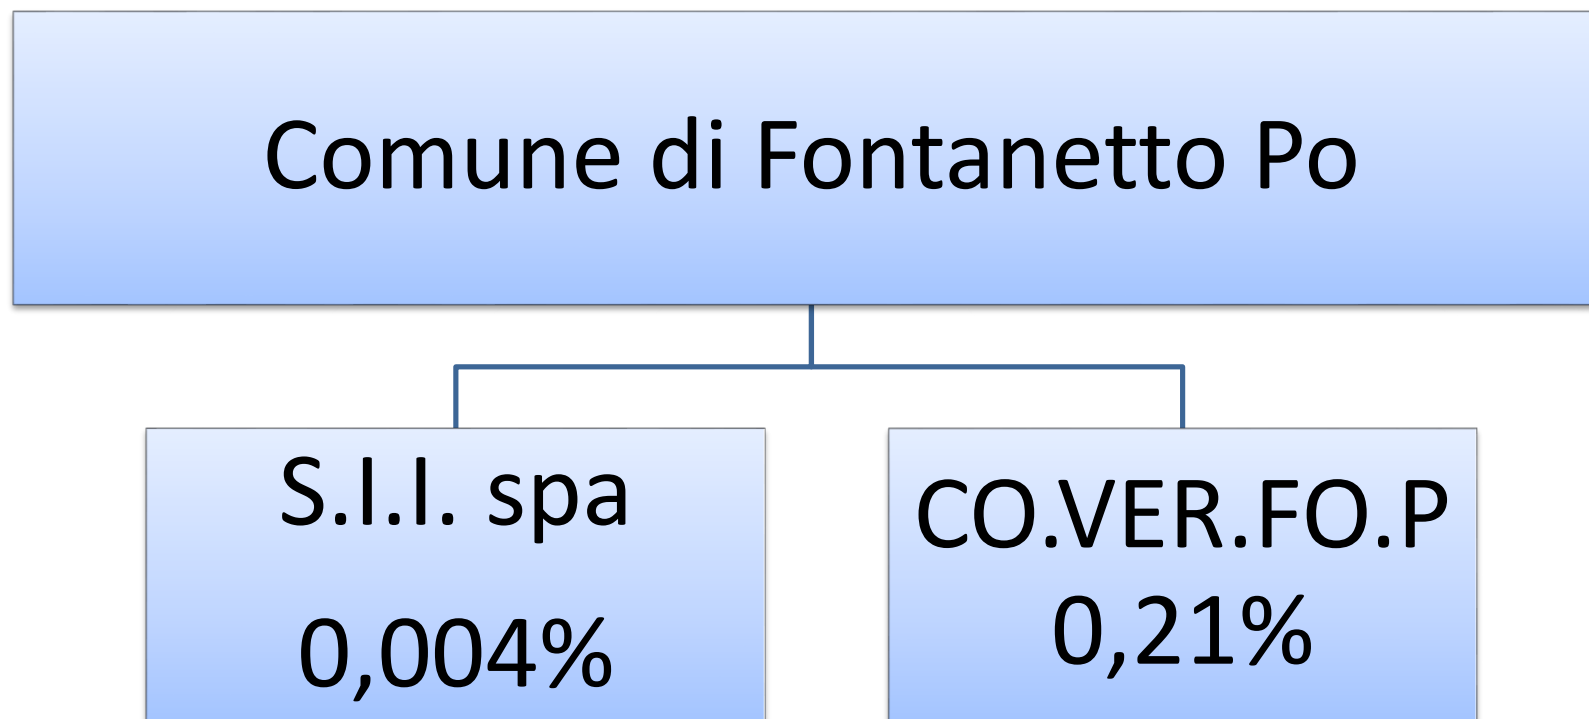 Comune di Fontanetto Po
S.I.I. spa
0,004%
CO.VER.FO.P
0,21%